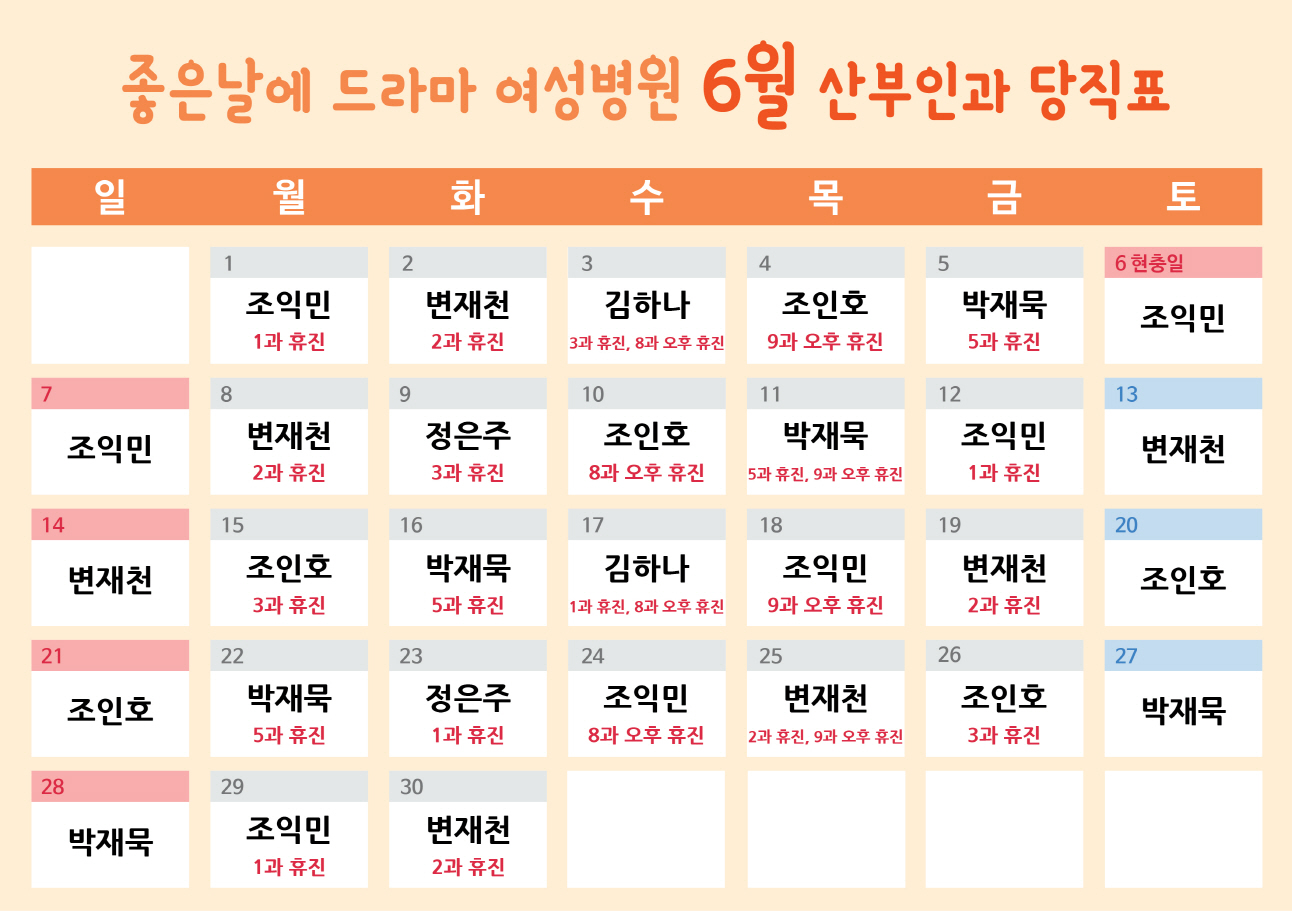 좋은날에 드라마 여성병원 6월 산부인과 당직표
일 월 화 수 목 금 토
1
조익민
1과 휴진
2
변재천
2과 휴진
3
김하나
3과 휴진, 8과 오후 휴진
4
조인호
9과 오후 휴진
5
박재묵
5과 휴진
6 현충일
조익민
7
조익민
8
변재천
2과 휴진
9
정은주
3과 휴진
10
조인호
8과 오후 휴진
11
박재묵
5과 휴진, 9과 오후 휴진
12
조익민
1과 휴진
13
변재천
14
변재천
15
조인호
3과 휴진
16
박재묵
5과 휴진
17
김하나
1과 휴진, 8과 오후 휴진
18
조익민
9과 오후 휴진
19
변재천
2과 휴진
20
조인호
21
조인호
22
박재묵
5과 휴진
23
정은주
1과 휴진
24
조익민
8과 오후 휴진
25
변재천
2과 휴진, 9과 오후 휴진
26
조인호
3과 휴진
27
박재묵
28
박재묵
29
조익민
1과 휴진
30
변재천
2과 휴진